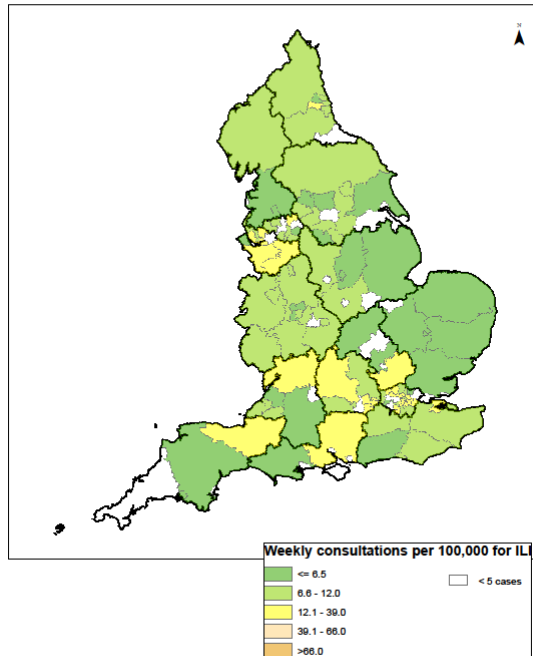 N
Weekly consultations per 100,000 for ILI
<= 6.5
< 5 cases
6.6 - 12.0
12.1 - 39.0
39.1 - 66.0
>66.0